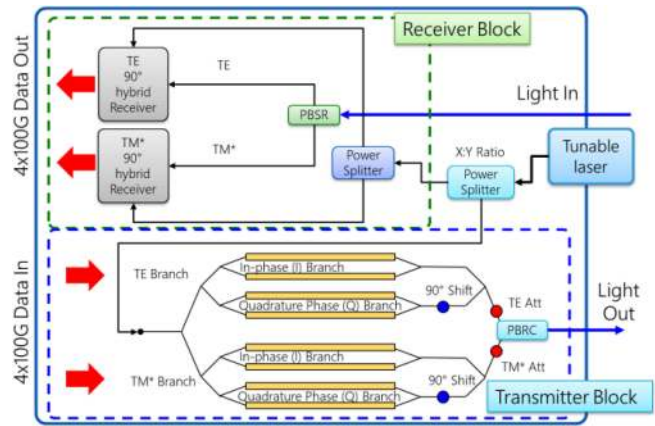 Receiver Block
4x100G Data Out
TE
90°
hybrid
Receiver
TE
PBSR
Light In
TM*
90°
hybrid
Receiver
TM*
Power
Splitter
X:Y Ratio
Power
Splitter
Tunable
laser
4x100G Data In
TE Branch
In-phase (I) Branch
Quadrature Phase (Q) Branch
90° Shift
TE Att
Light
Out
PBRC
TM* Branch
In-phase (I) Branch
Quadrature Phase (Q) Branch
90° Shift
TM* Att
Transmitter Block